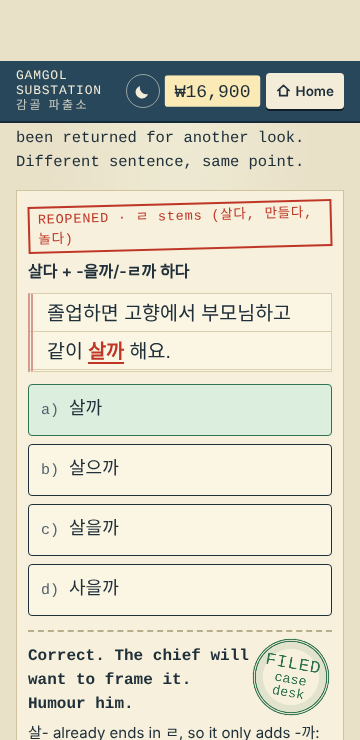 GAMGOL
SUBSTATION
감골 파출소
₩16,900
Home
been returned for another look.
Different sentence, same point.
REOPENED · ㄹ stems (살다, 만들다,
놀다)
살다 + -을까/-ㄹ까 하다
졸업하면 고향에서 부모님하고
같이 살까 해요.
a) 살까
b) 살으까
c) 살을까
d) 사을까
Correct. The chief will
want to frame it.
Humour him.
FILED
case
desk
살- already ends in ㄹ, so it only adds -까: